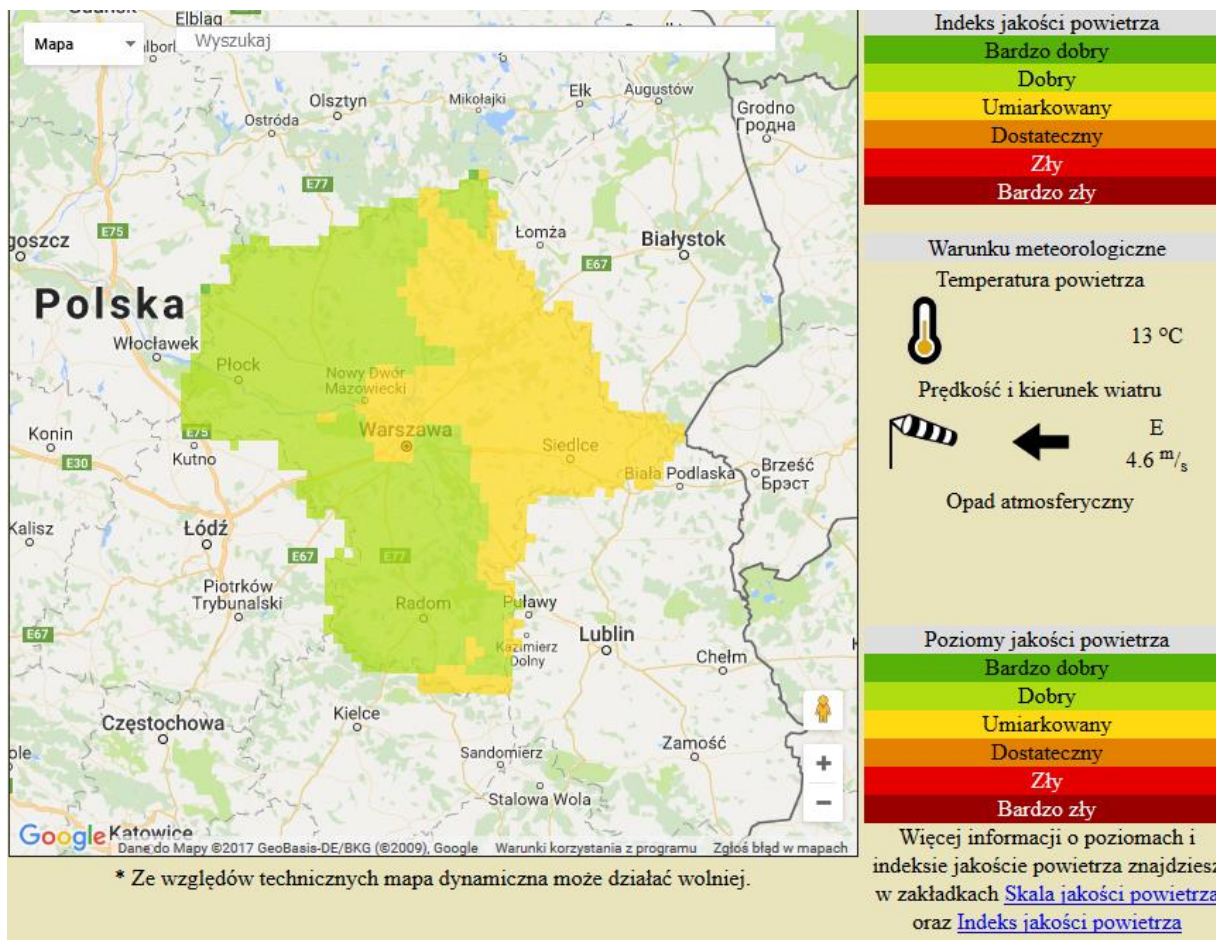 Elbląg
Mapa
Wyszukaj
Olsztyn
Mikołajki
Ełk
Augustów
Ostróda
Grodno
Гродна
E77
goszcz
E75
Łomża
Białystok
E67
Polska
Włocławek
Płock
Nowy Dwór
Mazowiecki
Konin
E75
Warszawa
Siedlce
E30
Kutno
Biała Podlaska
Brześć
Брэст
Kalisz
Łódź
E67
E77
Piotrków
Trybunalski
Radom
Puławy
E67
Kazimierz
Dolny
Lublin
Chełm
Częstochowa
Kielce
Sandomierz
Zamość
ole
Stalowa Wola
+
−
Google
Katowice
Dane do Mapy ©2017 GeoBasis-DE/BKG (©2009), Google
Warunki korzystania z programu
Zgłoś błąd w mapach
* Ze względów technicznych mapa dynamiczna może działać wolniej.
Indeks jakości powietrza
Bardzo dobry
Dobry
Umiarkowany
Dostateczny
Zły
Bardzo zły
Warunku meteorologiczne
Temperatura powietrza
13 °C
Prędkość i kierunek wiatru
E
4.6 m/s
Opad atmosferyczny
Poziomy jakości powietrza
Bardzo dobry
Dobry
Umiarkowany
Dostateczny
Zły
Bardzo zły
Więcej informacji o poziomach i
indeksie jakoście powietrza znajdziesz
w zakładkach Skala jakości powietrza
oraz Indeks jakości powietrza